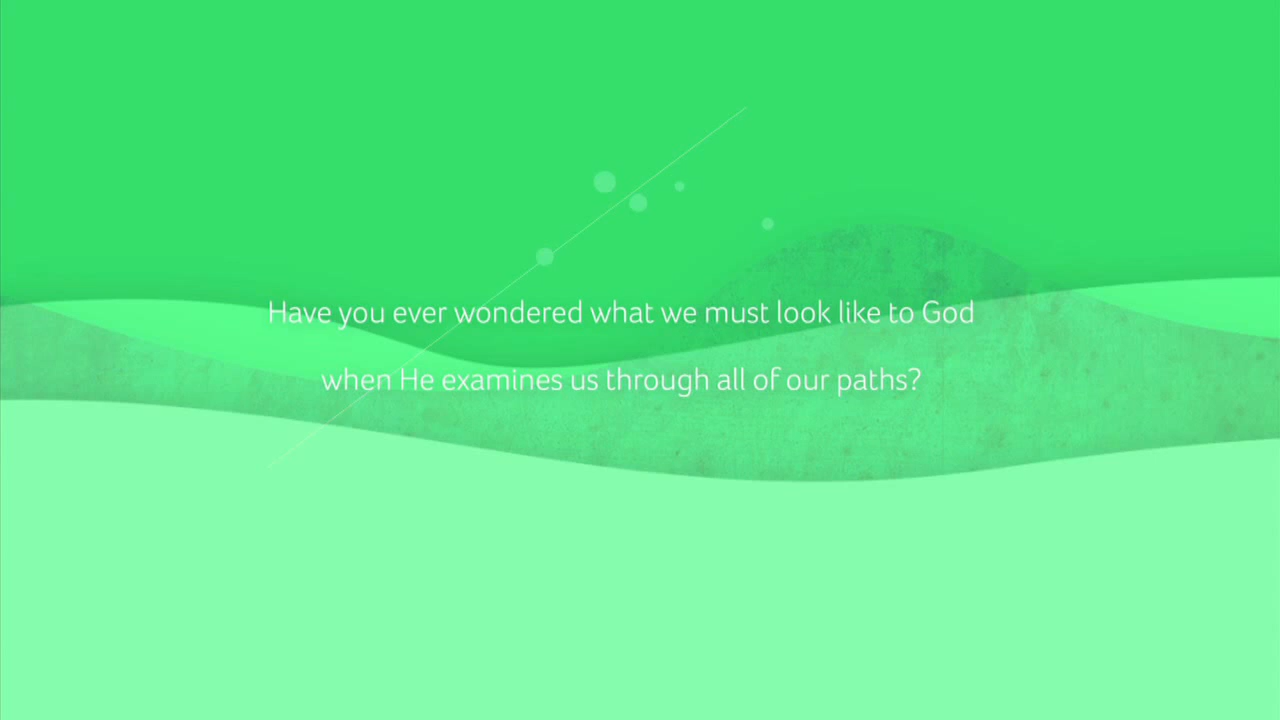 Have you ever wondered what we must look like to God
when He examines us through all of our paths?